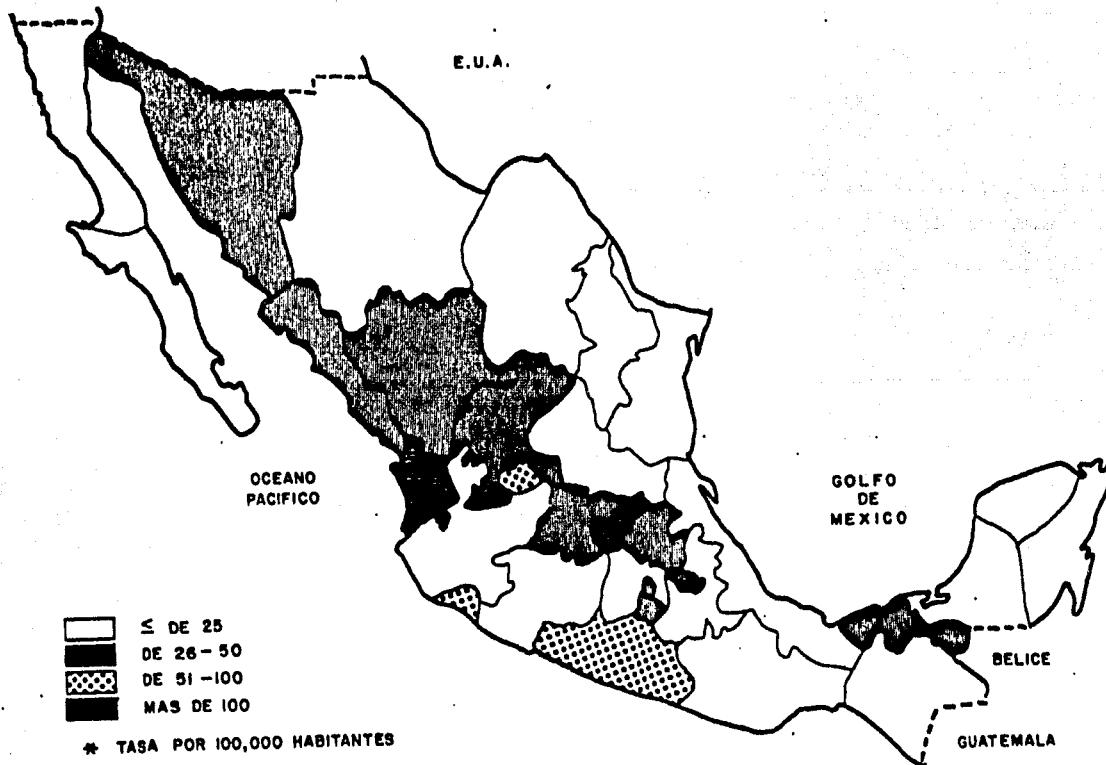 E.U.A.
OCEANO
PACIFICO
GOLFO
DE
MEXICO
≤ DE 25
DE 26-50
DE 51-100
MAS DE 100
* TASA POR 100,000 HABITANTES
BELICE
GUATEMALA